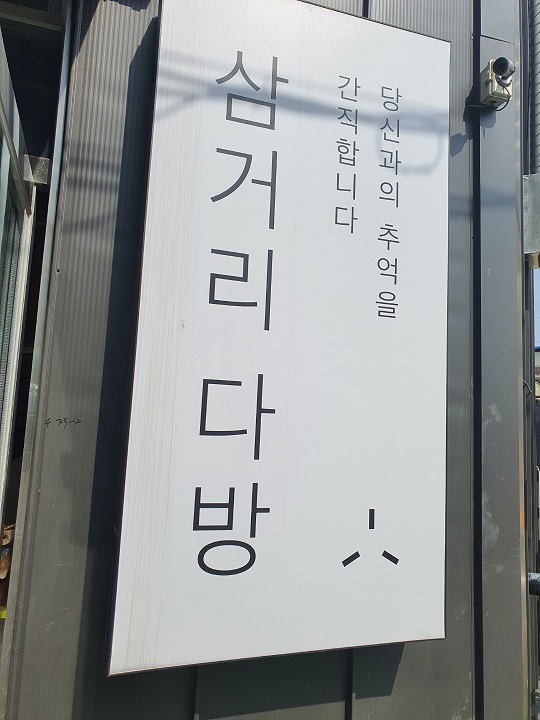 당신과의 추억을
간직합니다
삼거리 다방